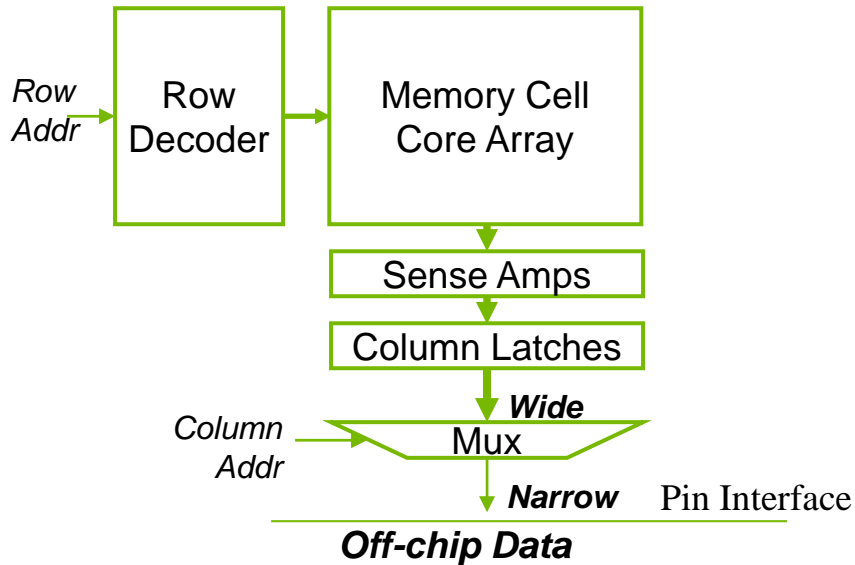 Row
Addr
Row
Decoder
Memory Cell
Core Array
Sense Amps
Column Latches
Wide
Column
Addr
Mux
Narrow
Pin Interface
Off-chip Data